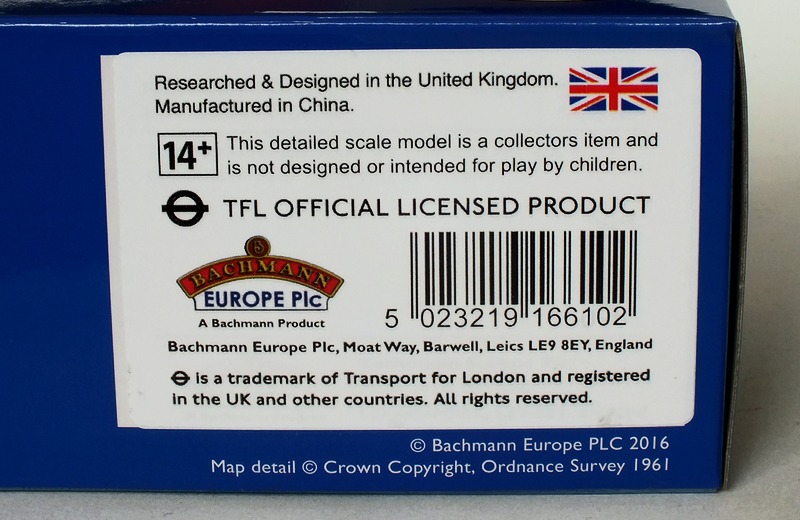 Researched & Designed in the United Kingdom.
Manufactured in China.
14+
This detailed scale model is a collectors item and
is not designed or intended for play by children.
TFL OFFICIAL LICENSED PRODUCT
5
BACHMANN
EUROPE Plc
A Bachmann Product
5 023219 166102
Bachmann Europe Plc, Moat Way, Barwell, Leics LE9 8EY, England
is a trademark of Transport for London and registered
in the UK and other countries. All rights reserved.
© Bachmann Europe PLC 2016
Map detail © Crown Copyright, Ordnance Survey 1961